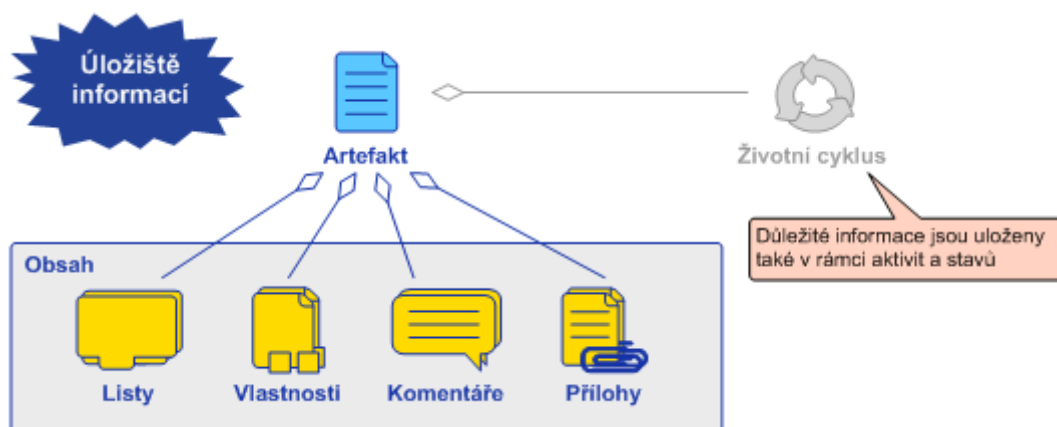 Úložiště
informací
Artefakt
Životní cyklus
Důležité informace jsou uloženy
také v rámci aktivit a stavů
Obsah
Listy
Vlastnosti
Komentáře
Přílohy